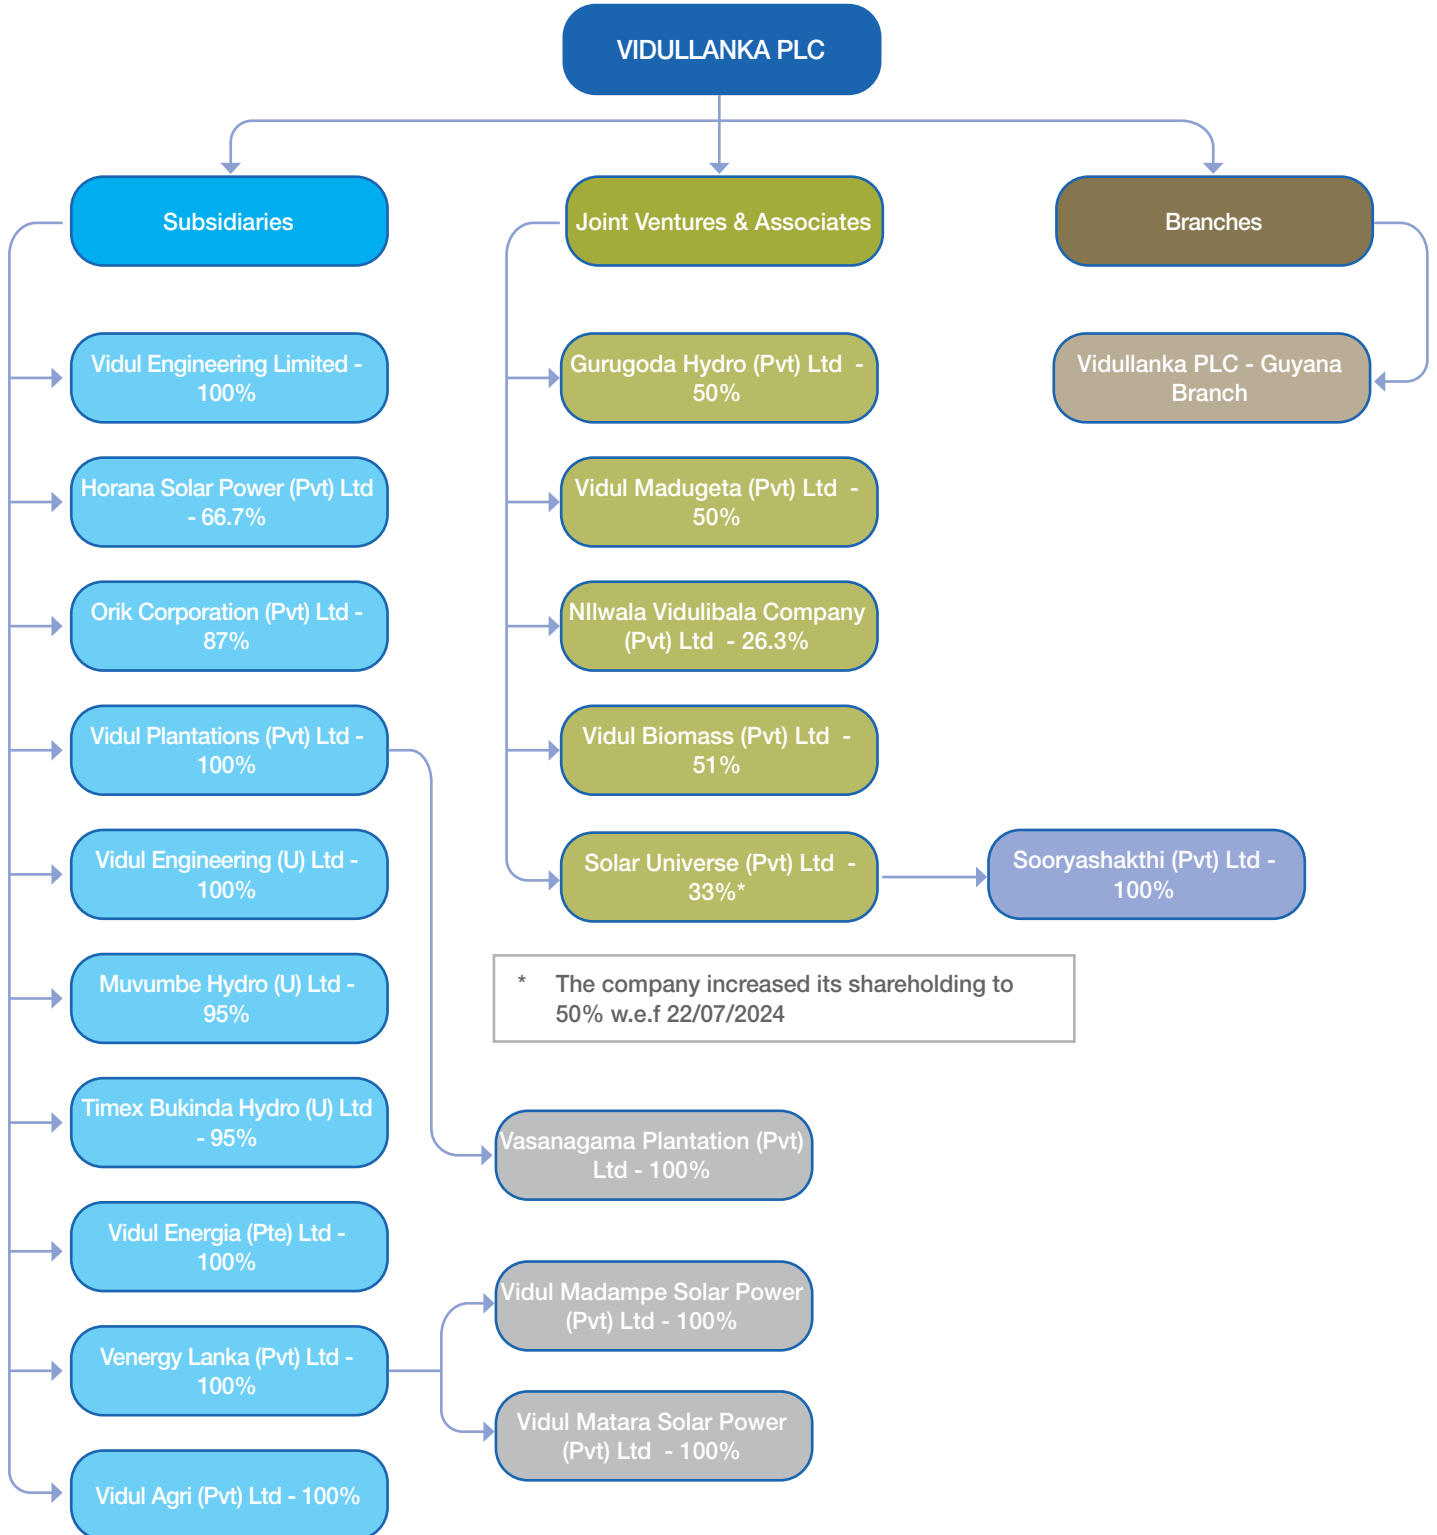 VIDULLANKA PLC
Subsidiaries
Joint Ventures & Associates
Branches
Vidul Engineering Limited -
100%
Horana Solar Power (Pvt) Ltd
- 66.7%
Orik Corporation (Pvt) Ltd -
87%
Vidul Plantations (Pvt) Ltd -
100%
Vidul Engineering (U) Ltd -
100%
Muvumbe Hydro (U) Ltd -
95%
Timex Bukinda Hydro (U) Ltd
- 95%
Vidul Energia (Pte) Ltd -
100%
Venergy Lanka (Pvt) Ltd -
100%
Vidul Agri (Pvt) Ltd - 100%
Gurugoda Hydro (Pvt) Ltd -
50%
Vidul Madugeta (Pvt) Ltd -
50%
NIlwala Vidulibala Company
(Pvt) Ltd - 26.3%
Vidul Biomass (Pvt) Ltd -
51%
Solar Universe (Pvt) Ltd -
33%*
Sooryashakthi (Pvt) Ltd -
100%
* The company increased its shareholding to
50% w.e.f 22/07/2024
Vasanagama Plantation (Pvt)
Ltd - 100%
Vidul Madampe Solar Power
(Pvt) Ltd - 100%
Vidul Matara Solar Power
(Pvt) Ltd - 100%
Vidullanka PLC - Guyana
Branch